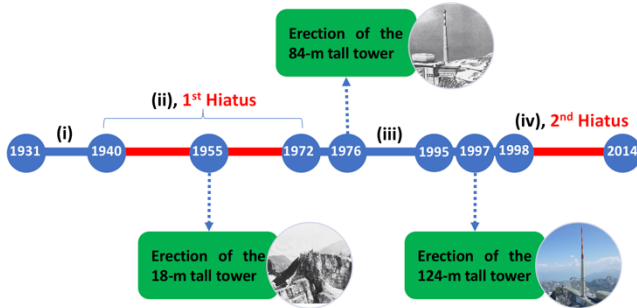 Erection of the
84-m tall tower
(ii), 1st Hiatus
(i)
(iii)
(iv), 2nd Hiatus
1931
1940
1955
1972
1976
1995
1997
1998
2014
Erection of the
18-m tall tower
Erection of the
124-m tall tower